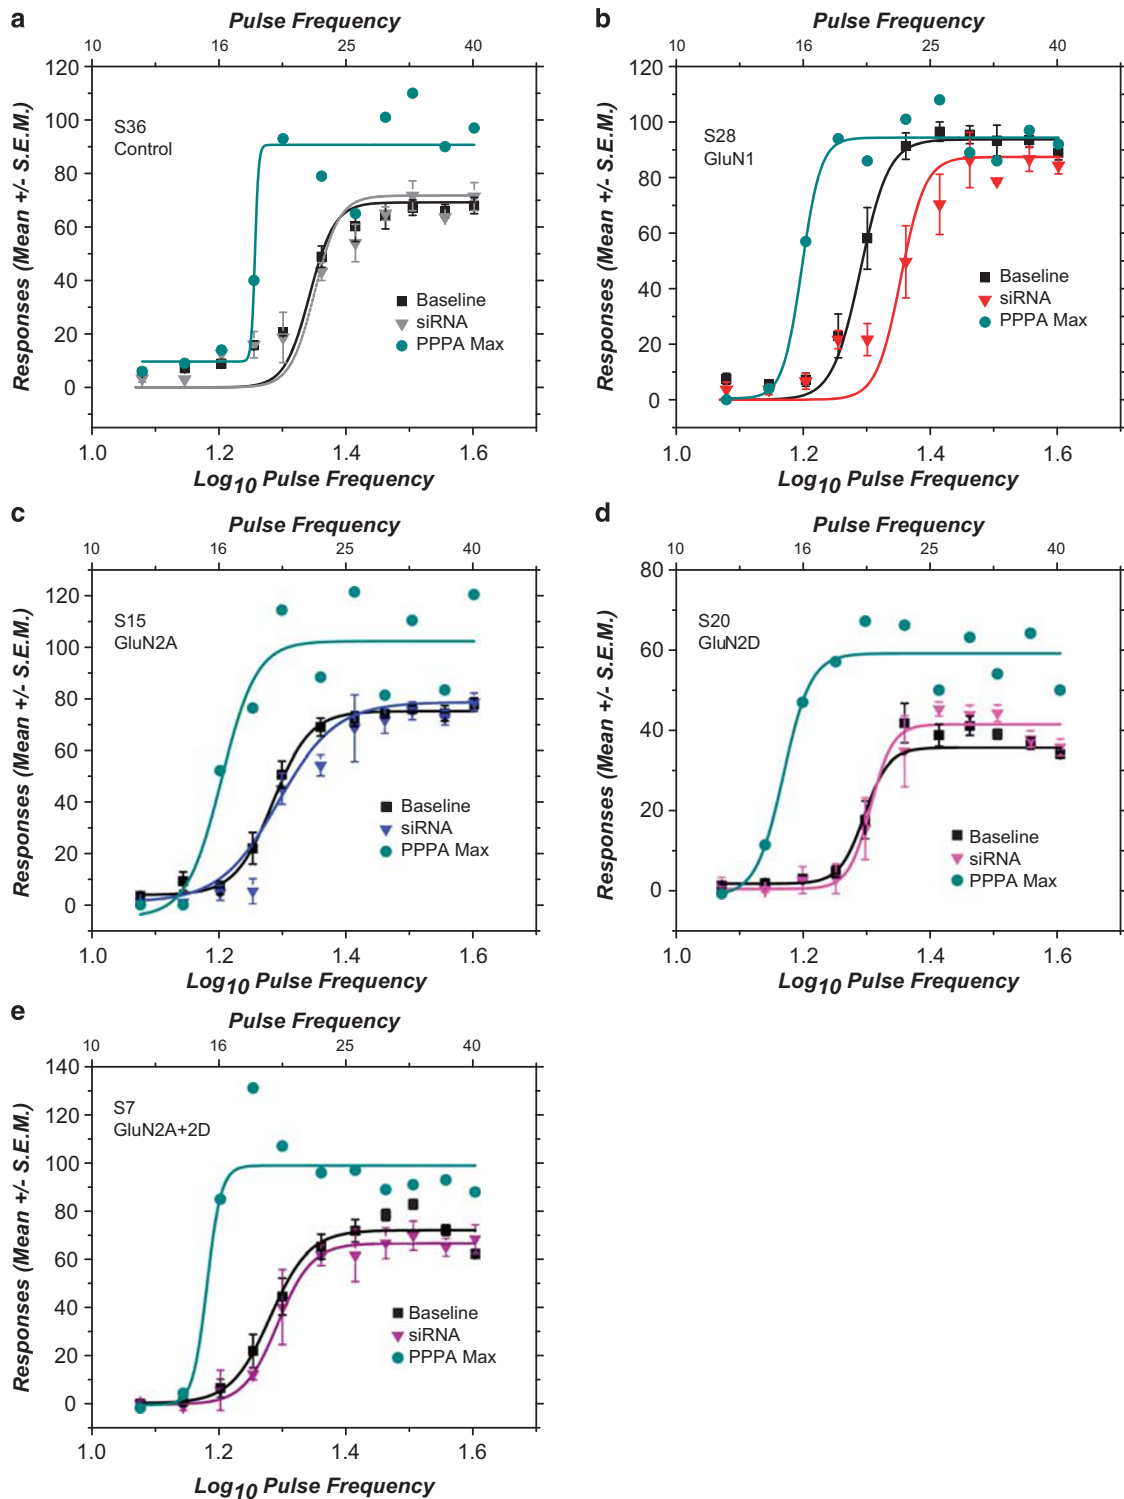 a
Pulse Frequency
10 16 25 40
120
100
80
60
40
20
0
Responses (Mean +/- S.E.M.)
S36
Control
Baseline
siRNA
PPPA Max
1.0 1.2 1.4 1.6
Log10 Pulse Frequency
b
Pulse Frequency
10 16 25 40
120
100
80
60
40
20
0
Responses (Mean +/- S.E.M.)
S28
GluN1
Baseline
siRNA
PPPA Max
1.0 1.2 1.4 1.6
Log10 Pulse Frequency
c
Pulse Frequency
10 16 25 40
120
100
80
60
40
20
0
Responses (Mean +/- S.E.M.)
S15
GluN2A
Baseline
siRNA
PPPA Max
1.0 1.2 1.4 1.6
Log10 Pulse Frequency
d
Pulse Frequency
10 16 25 40
80
60
40
20
0
Responses (Mean +/- S.E.M.)
S20
GluN2D
Baseline
siRNA
PPPA Max
1.0 1.2 1.4 1.6
Log10 Pulse Frequency
e
Pulse Frequency
10 16 25 40
140
120
100
80
60
40
20
0
Responses (Mean +/- S.E.M.)
S7
GluN2A+2D
Baseline
siRNA
PPPA Max
1.0 1.2 1.4 1.6
Log10 Pulse Frequency